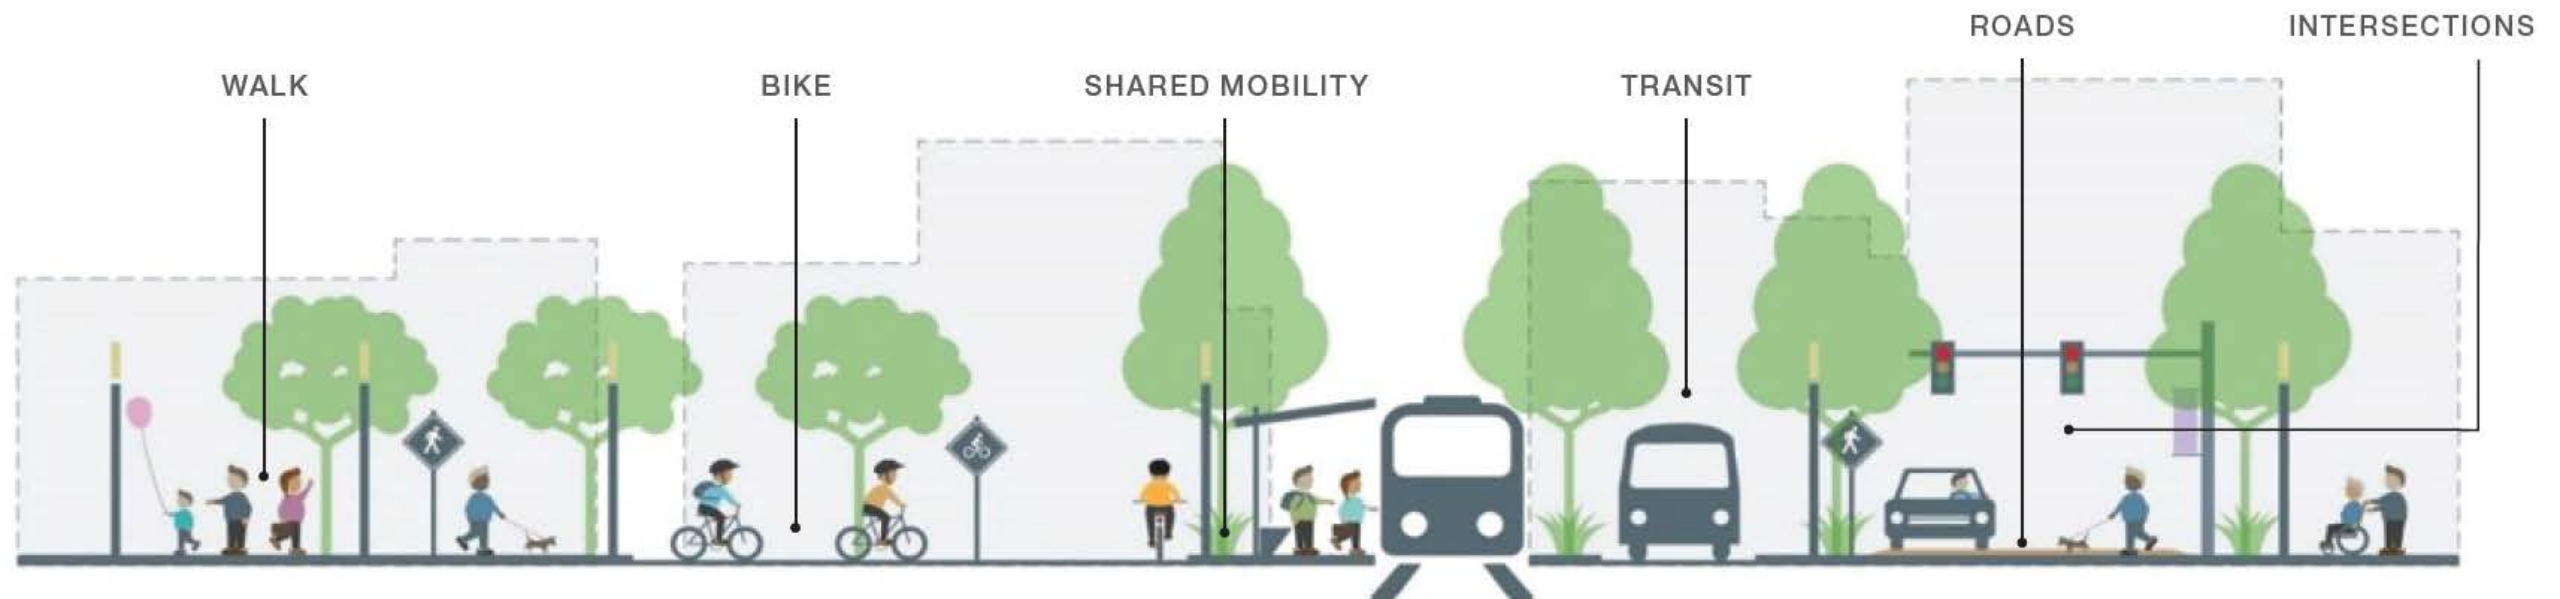 WALK
BIKE
SHARED MOBILITY
TRANSIT
ROADS
INTERSECTIONS